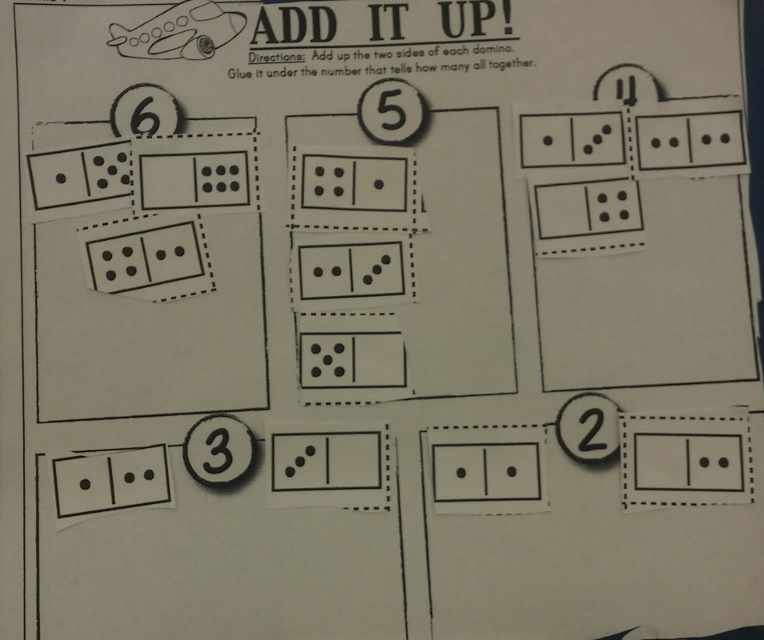 ADD IT UP!
Directions: Add up the two sides of each domino.
Glue it under the number that tells how many all together.
6
5
4
3
2